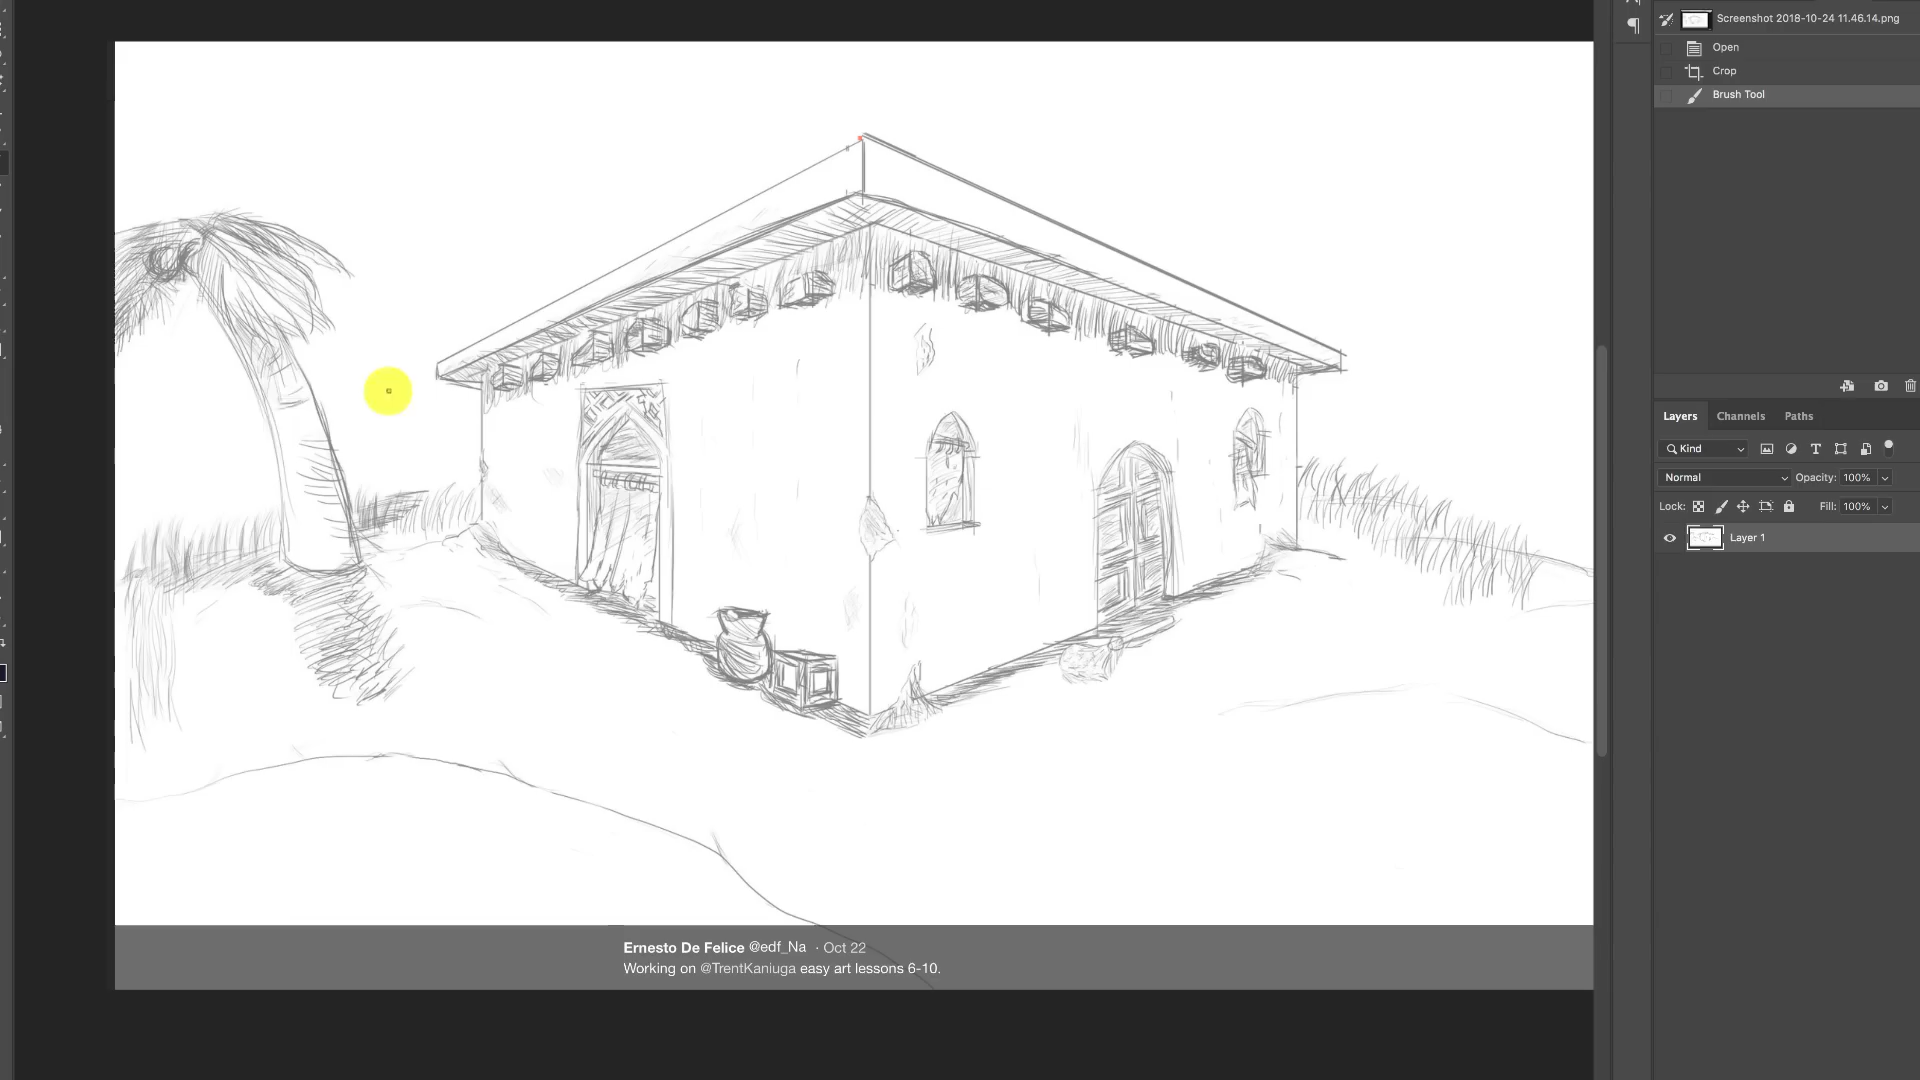 Screenshot 2018-10-24 11.46.14.png
Open
Crop
Brush Tool
Layers Channels Paths
Kind
Normal Opacity: 100%
Lock: Fill: 100%
Layer 1
Ernesto De Felice @edf_Na · Oct 22
Working on @TrentKaniuga easy art lessons 6-10.